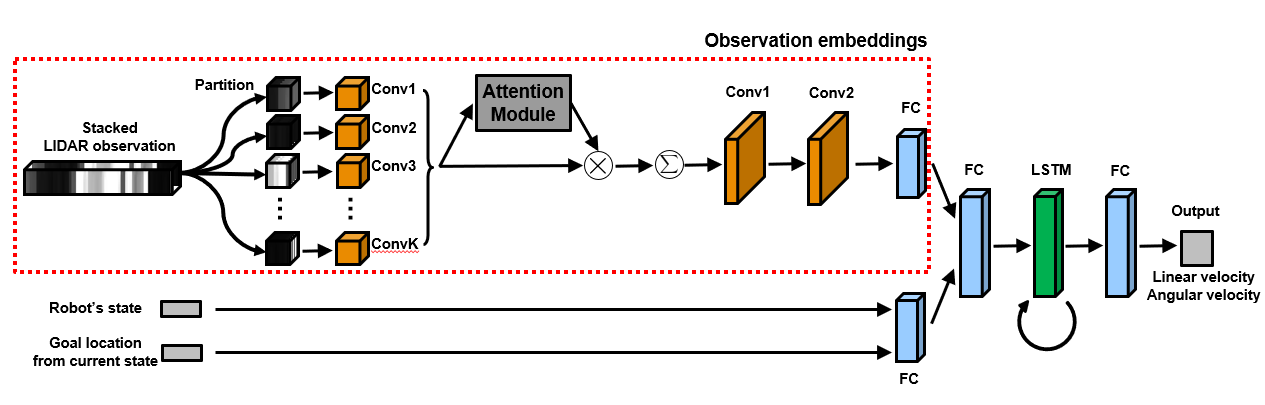 Observation embeddings
Partition
Stacked
LIDAR observation
Conv1
Conv2
Conv3
ConvK
Attention
Module
Conv1
Conv2
FC
FC
LSTM
FC
Output
Linear velocity
Angular velocity
Robot's state
Goal location
from current state
FC